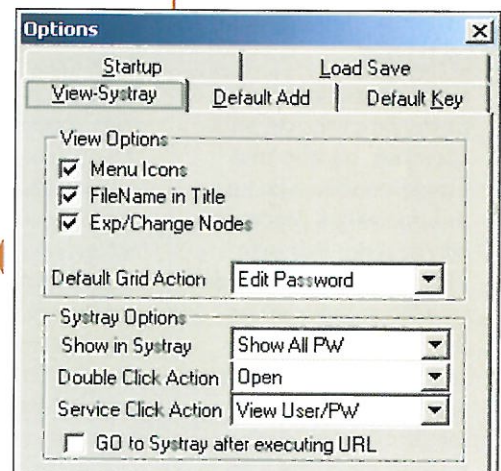 Options
Startup
Load Save
View-Systray
Default Add
Default Key
View Options
Menu Icons
FileName in Title
Exp/Change Nodes
Default Grid Action
Edit Password
Systray Options
Show in Systray
Show All PW
Double Click Action
Open
Service Click Action
View User/PW
GO to Systray after executing URL